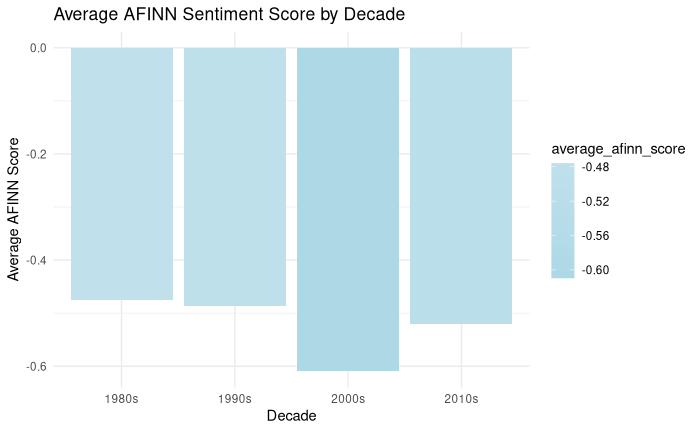 Average AFINN Sentiment Score by Decade
Average AFINN Score
0.0
-0.2
-0.4
-0.6
1980s
1990s
2000s
2010s
Decade
average_afinn_score
-0.48
-0.52
-0.56
-0.60